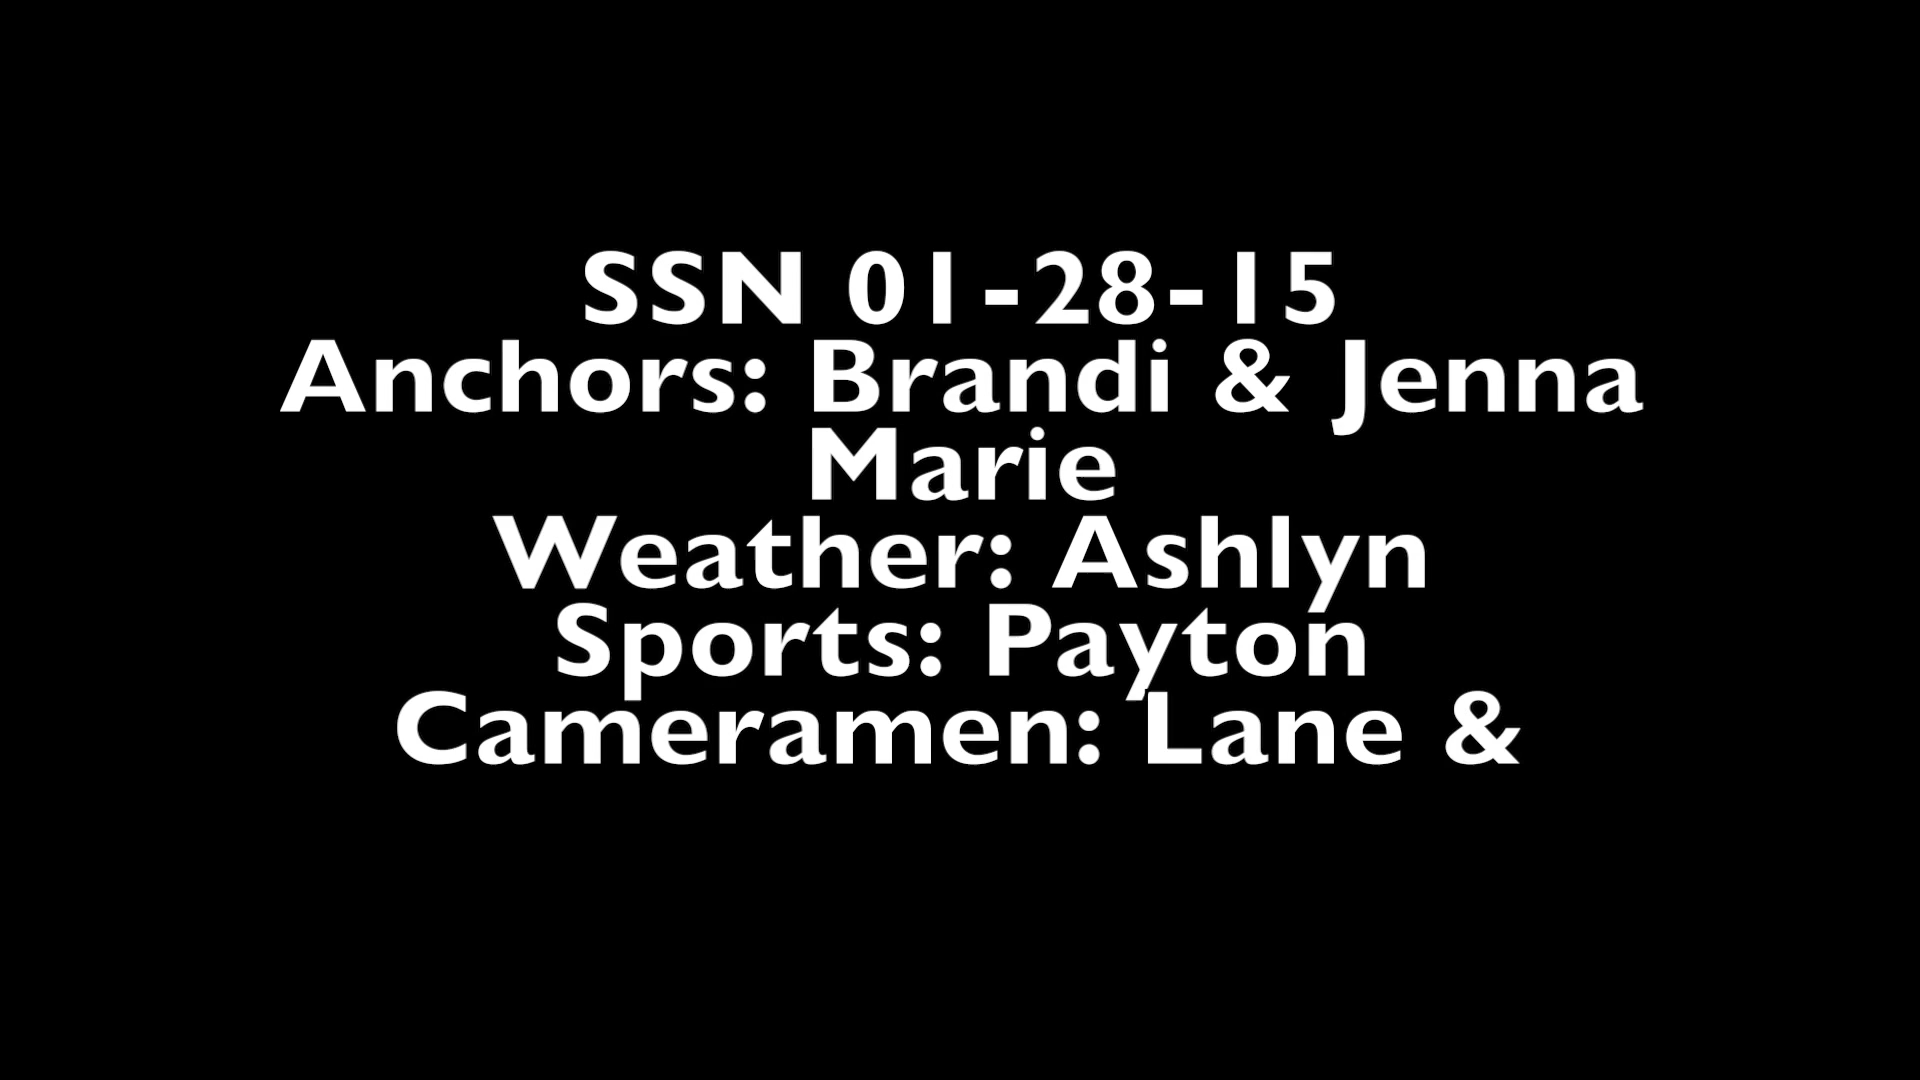 SSN 01-28-15
Anchors: Brandi & Jenna
Marie
Weather: Ashlyn
Sports: Payton
Cameramen: Lane &